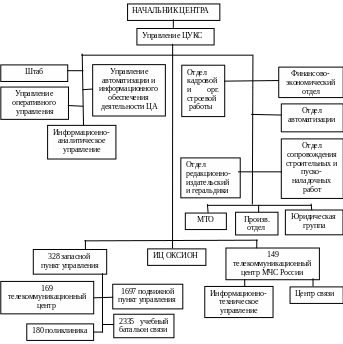 НАЧАЛЬНИК ЦЕНТРА
Управление ЦУКС
Штаб
Управление
автоматизации и
информационного
обеспечения
деятельности ЦА
Управление
оперативного
управления
Информационно-
аналитическое
управление
Отдел
кадровой
и орг.
строевой
работы
Финансово-
экономический
отдел
Отдел
автоматизации
Отдел
сопровождения
строительных и
пуско-
наладочных
работ
Отдел
редакционно-
издательский
и геральдики
МТО
Произв.
отдел
Юридическая
группа
328 запасной
пункт управления
ИЦ ОКСИОН
149
телекоммуникационный
центр МЧС России
169
телекоммуникационный
центр
1697 подвижной
пункт управления
180 поликлиника
2335 учебный
батальон связи
Информационно-
техническое
управление
Центр связи